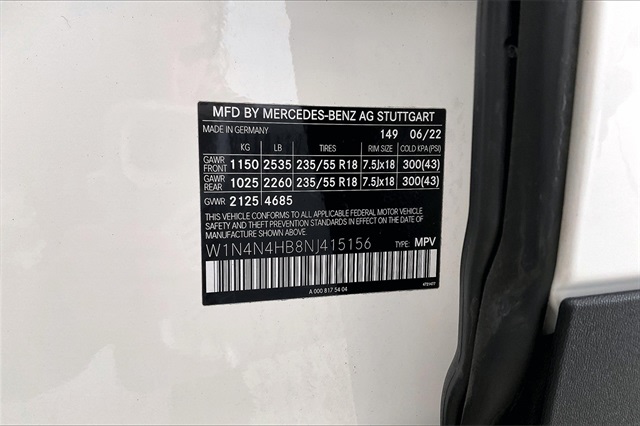 MFD BY MERCEDES-BENZ AG STUTTGART
MADE IN GERMANY 149 06/22
KG LB TIRES RIM SIZE COLD KPA (PSI)
GAWR FRONT 1150 2535 235/55 R18 7.5Jx18 300(43)
GAWR REAR 1025 2260 235/55 R18 7.5Jx18 300(43)
GVWR 2125 4685
THIS VEHICLE CONFORMS TO ALL APPLICABLE FEDERAL MOTOR VEHICLE
SAFETY AND THEFT PREVENTION STANDARDS IN EFFECT ON THE DATE OF
MANUFACTURE SHOWN ABOVE.
W1N4N4HB8NJ415156 TYPE: MPV
A 000 817 54 04